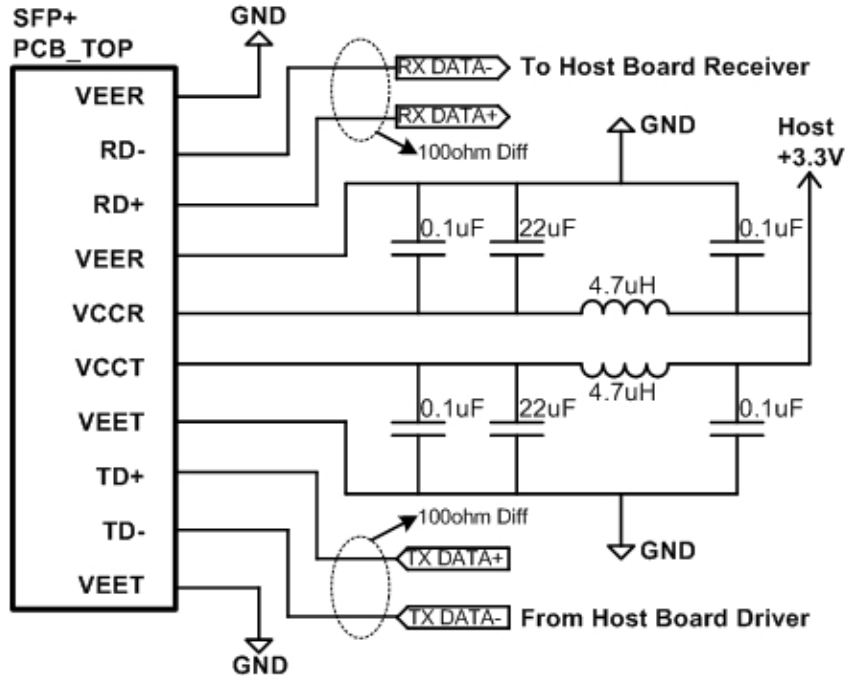 SFP+
PCB_TOP
GND
VEER
RD-
RD+
VEER
VCCR
VCCT
VEET
TD+
TD-
VEET
GND
RX DATA-
To Host Board Receiver
RX DATA+
100ohm Diff
GND
Host
+3.3V
0.1uF
22uF
0.1uF
4.7uH
4.7uH
0.1uF
22uF
0.1uF
100ohm Diff
GND
TX DATA+
TX DATA-
From Host Board Driver